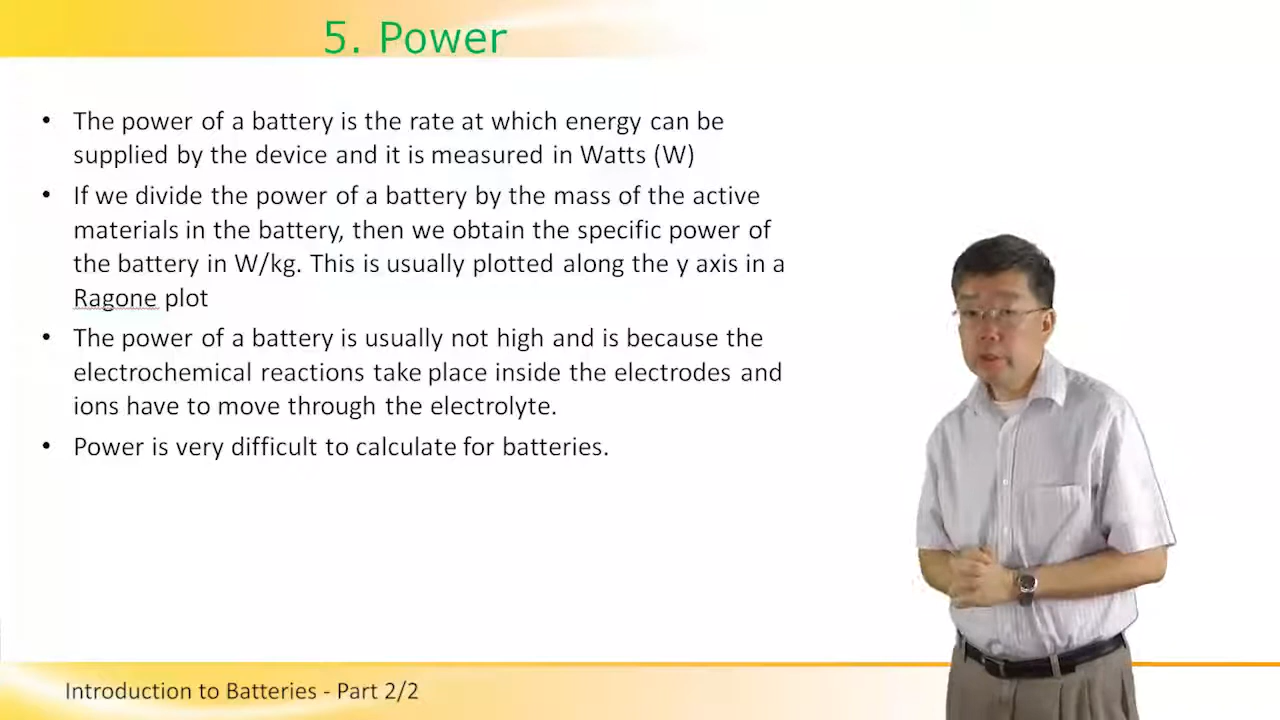 5. Power
• The power of a battery is the rate at which energy can be
supplied by the device and it is measured in Watts (W)
• If we divide the power of a battery by the mass of the active
materials in the battery, then we obtain the specific power of
the battery in W/kg. This is usually plotted along the y axis in a
Ragone plot
• The power of a battery is usually not high and is because the
electrochemical reactions take place inside the electrodes and
ions have to move through the electrolyte.
• Power is very difficult to calculate for batteries.
Introduction to Batteries - Part 2/2